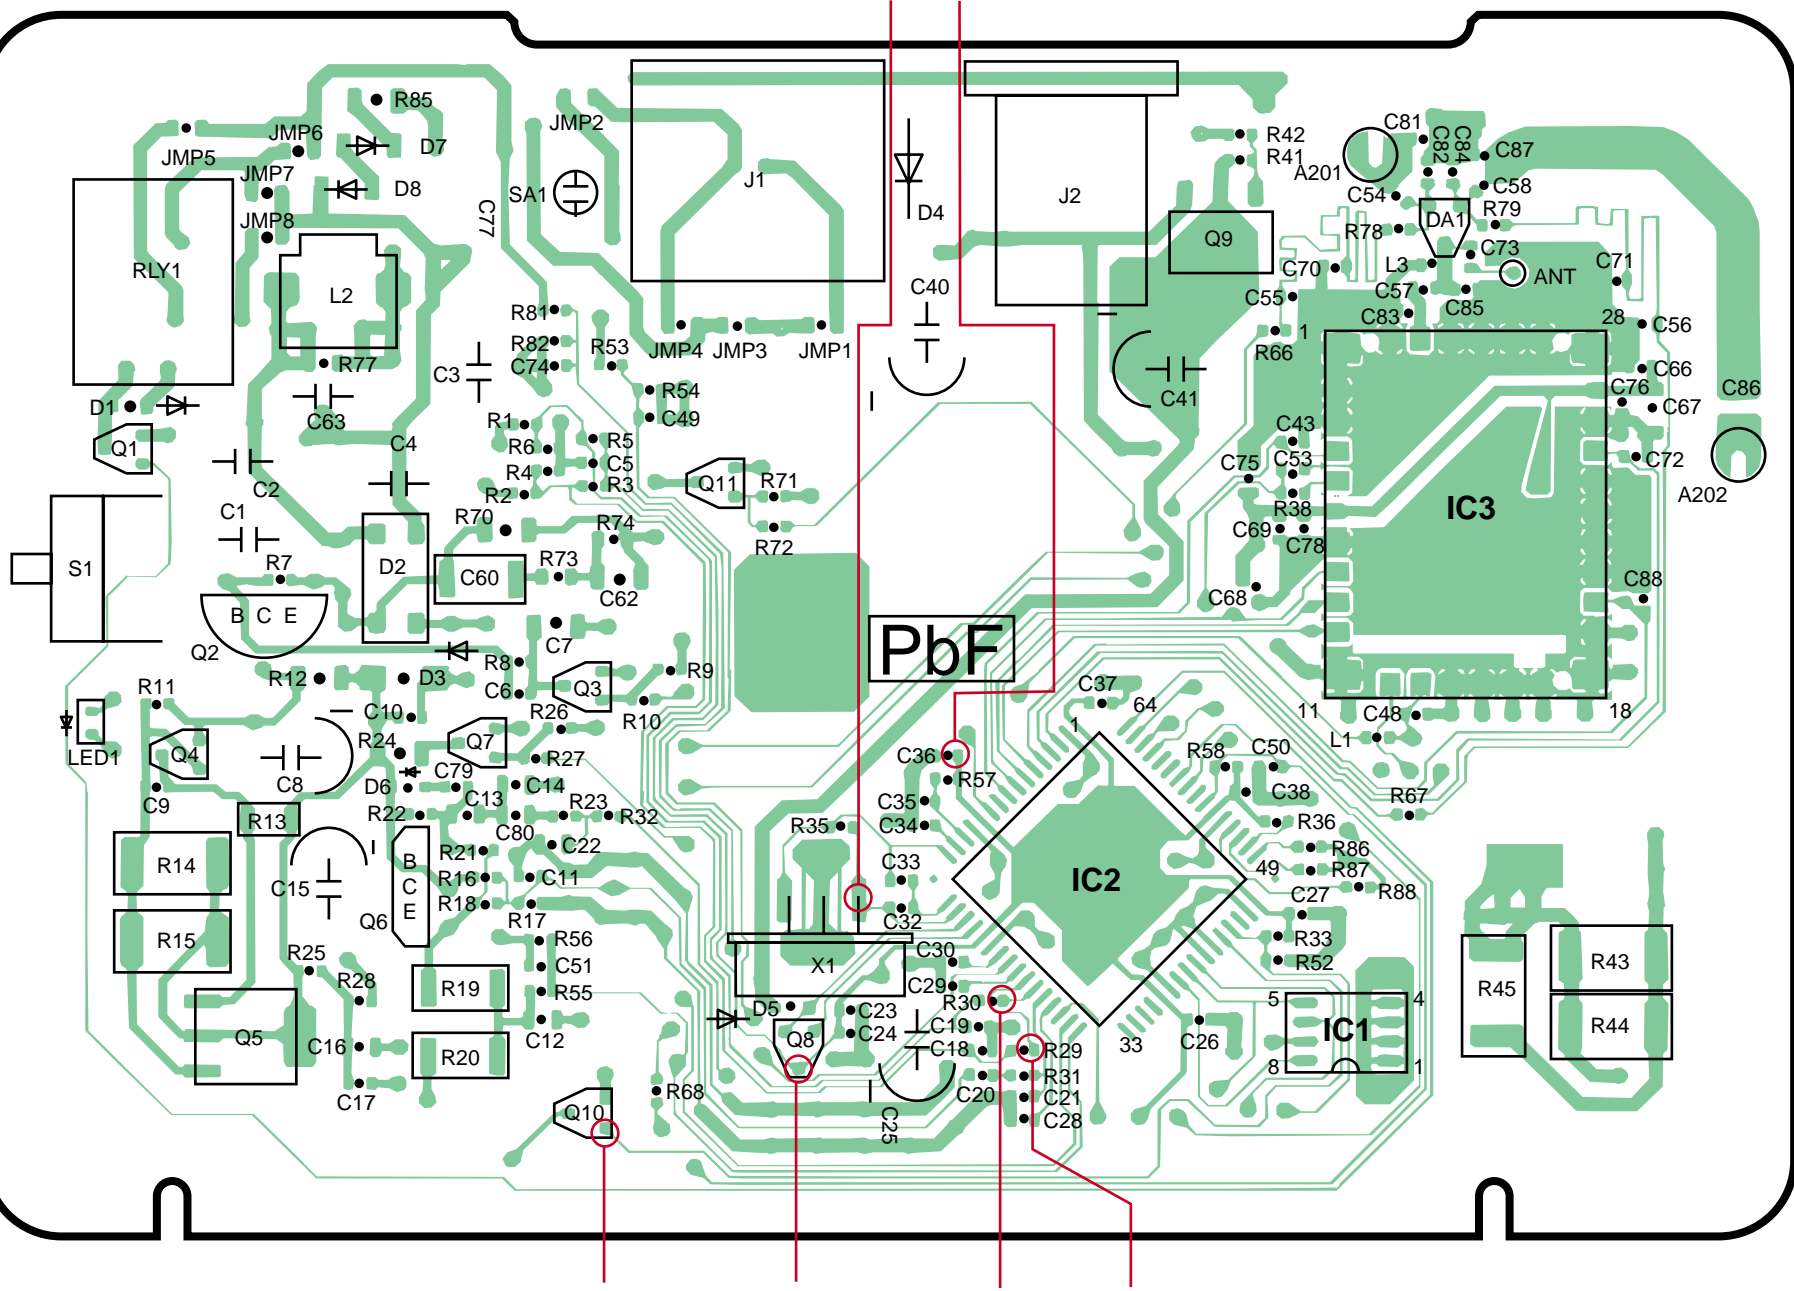 R85
JMP6
JMP2
D7
JMP5
JMP7
D8
SA1
C77
JMP8
RLY1
L2
J1
D4
J2
R42
R41
Q9
A201
C81
C82
C84
C87
C54
C58
DA1
R79
R78
C73
L3
ANT
C70
C71
C57
C85
C55
C83
28
C56
1
R66
C66
C76
C67
C86
C72
A202
C40
R81
R82
R53
C74
JMP4
JMP3
JMP1
R77
C3
R54
C49
C63
D1
Q1
C4
C2
R1
R6
R5
R4
C5
R3
R2
C41
C43
C53
C75
R38
IC3
Q11
R71
R72
C1
R70
R74
C69
C78
S1
R7
D2
C60
R73
C62
C68
C88
B C E
Q2
C7
PbF
R8
R12
D3
C6
Q3
R9
R11
R10
C10
C37
64
1
11
C48
18
L1
LED1
Q4
R24
Q7
R26
R27
C8
C9
D6
C79
C14
C13
R22
R23
R32
C80
R13
C36
R57
C35
C34
R35
R58
C50
C38
R36
R67
R14
C15
R21
C22
B
C
E
R16
C11
R18
R17
Q6
C33
C32
IC2
R86
49
R87
R88
C27
R15
R25
R28
R56
C51
R55
R19
C30
X1
C29
R30
R33
R52
D5
C23
C24
C19
C18
Q8
Q5
C16
C12
R20
C17
R29
R31
C20
C21
C28
33
C26
5
4
IC1
8
1
R45
R43
R44
Q10
R68
C25